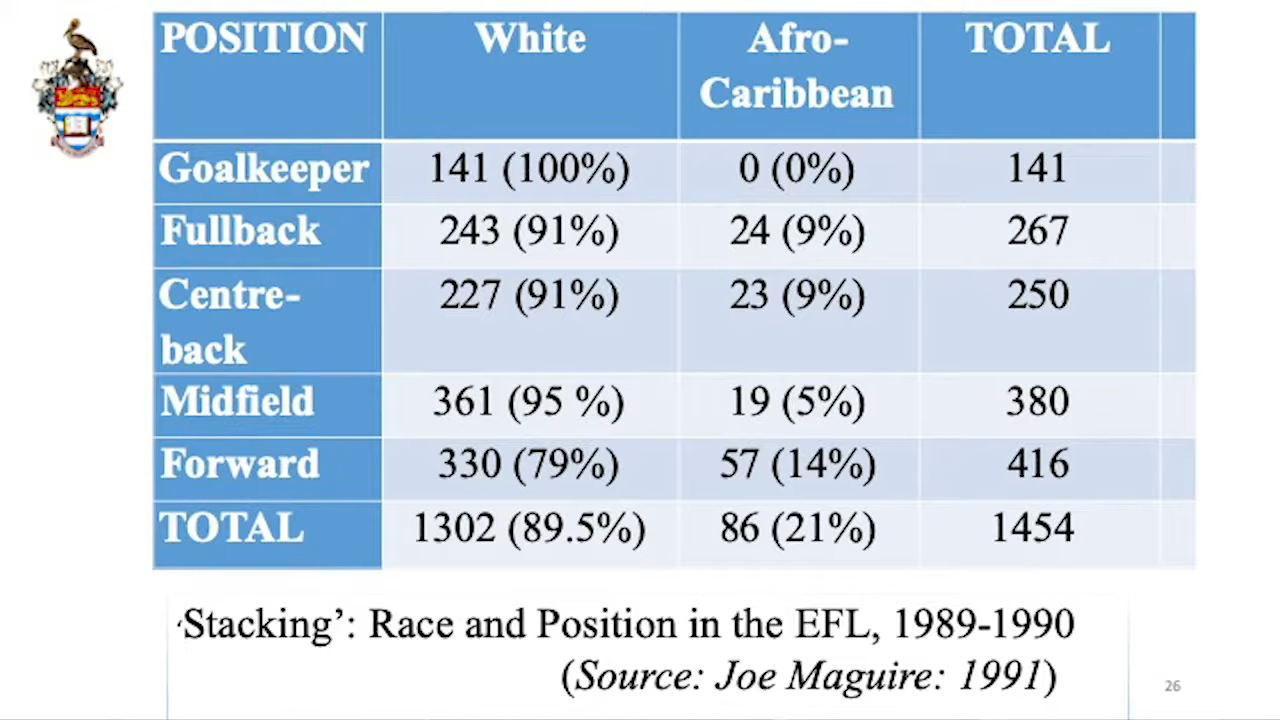 POSITION White Afro-Caribbean TOTAL
Goalkeeper 141 (100%) 0 (0%) 141
Fullback 243 (91%) 24 (9%) 267
Centre-back 227 (91%) 23 (9%) 250
Midfield 361 (95 %) 19 (5%) 380
Forward 330 (79%) 57 (14%) 416
TOTAL 1302 (89.5%) 86 (21%) 1454
‘Stacking’: Race and Position in the EFL, 1989-1990
(Source: Joe Maguire: 1991)
26